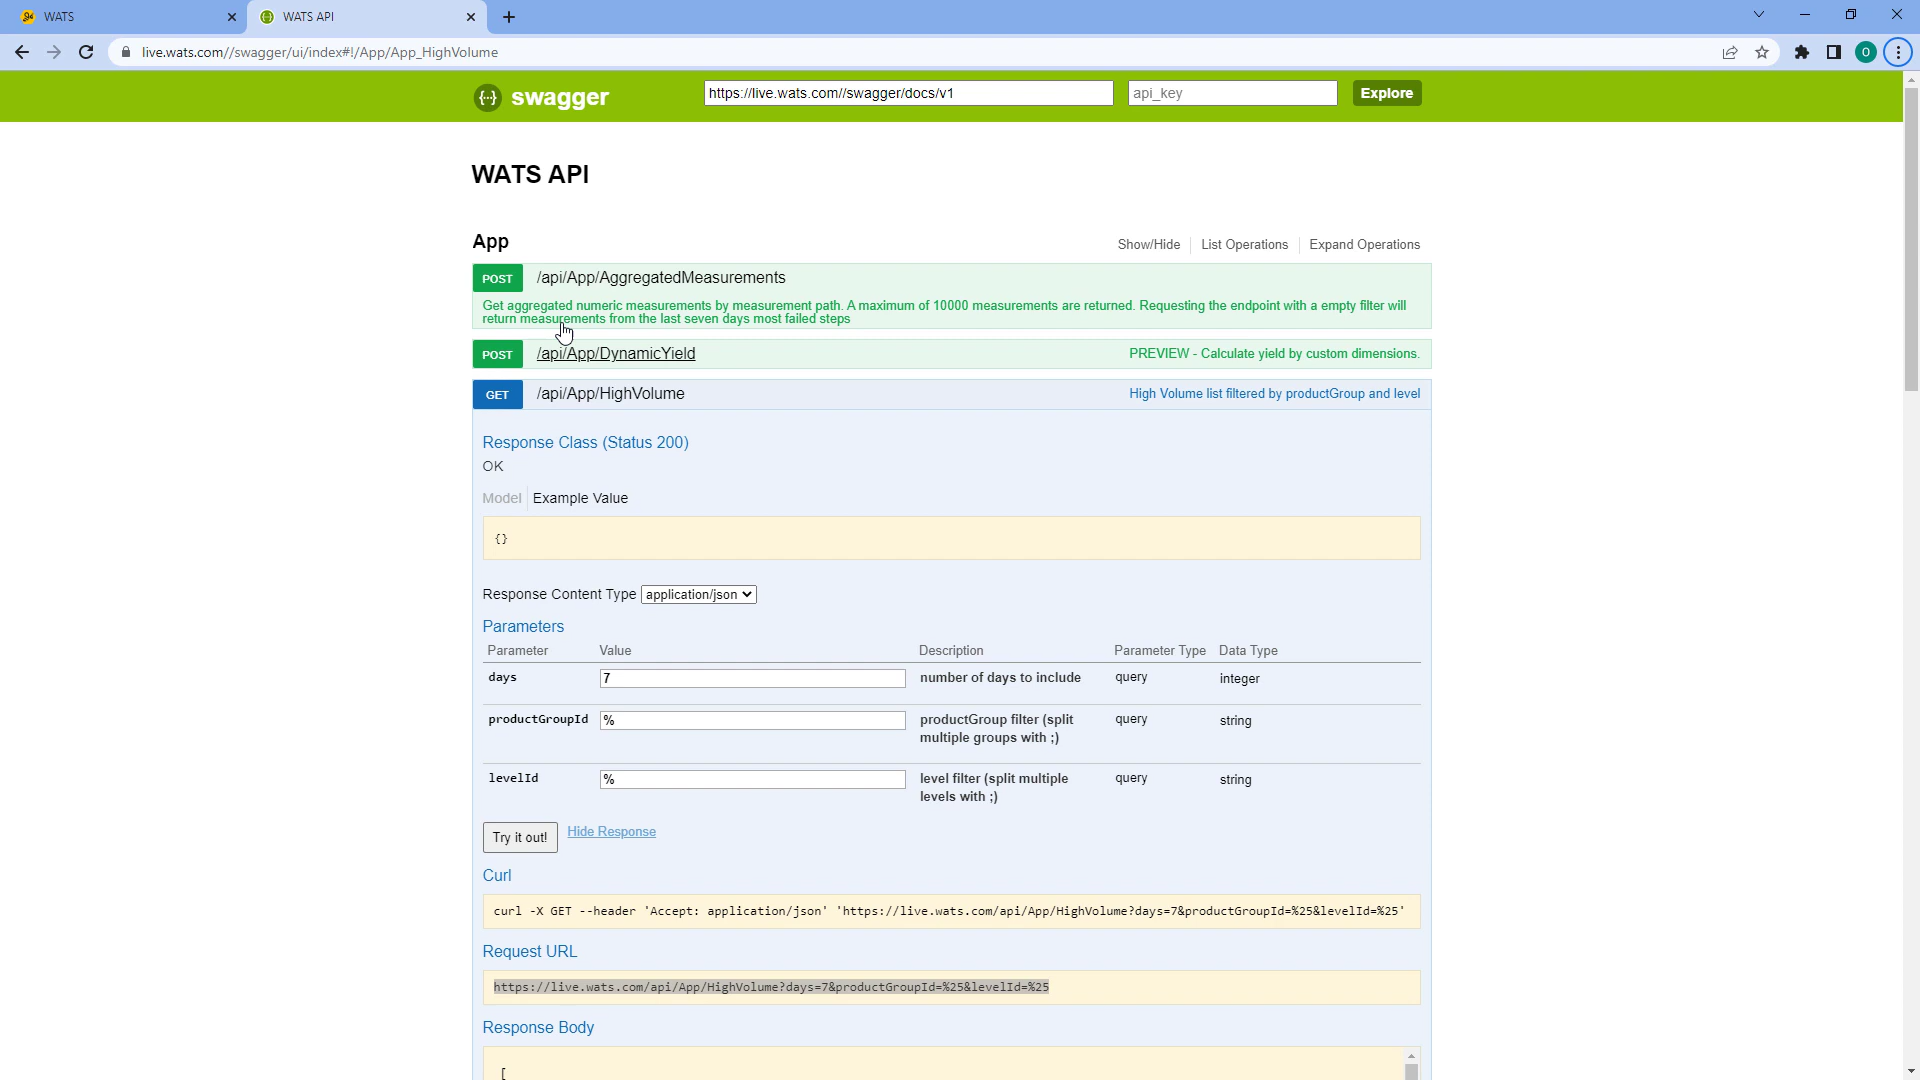 WATS
WATS API
live.wats.com//swagger/ui/index#!/App/App_HighVolume
O
{··} swagger
https://live.wats.com//swagger/docs/v1
api_key
Explore
WATS API
App
Show/Hide
List Operations
Expand Operations
POST /api/App/AggregatedMeasurements
Get aggregated numeric measurements by measurement path. A maximum of 10000 measurements are returned. Requesting the endpoint with a empty filter will
return measurements from the last seven days most failed steps
POST /api/App/DynamicYield PREVIEW - Calculate yield by custom dimensions.
GET /api/App/HighVolume High Volume list filtered by productGroup and level
Response Class (Status 200)
OK
Model Example Value
{}
Response Content Type application/json
Parameters
Parameter Value Description Parameter Type Data Type
days 7 number of days to include query integer
productGroupId % productGroup filter (split query string
multiple groups with ;)
levelId % level filter (split multiple query string
levels with ;)
Try it out! Hide Response
Curl
curl -X GET --header 'Accept: application/json' 'https://live.wats.com/api/App/HighVolume?days=7&productGroupId=%25&levelId=%25'
Request URL
https://live.wats.com/api/App/HighVolume?days=7&productGroupId=%25&levelId=%25
Response Body
[